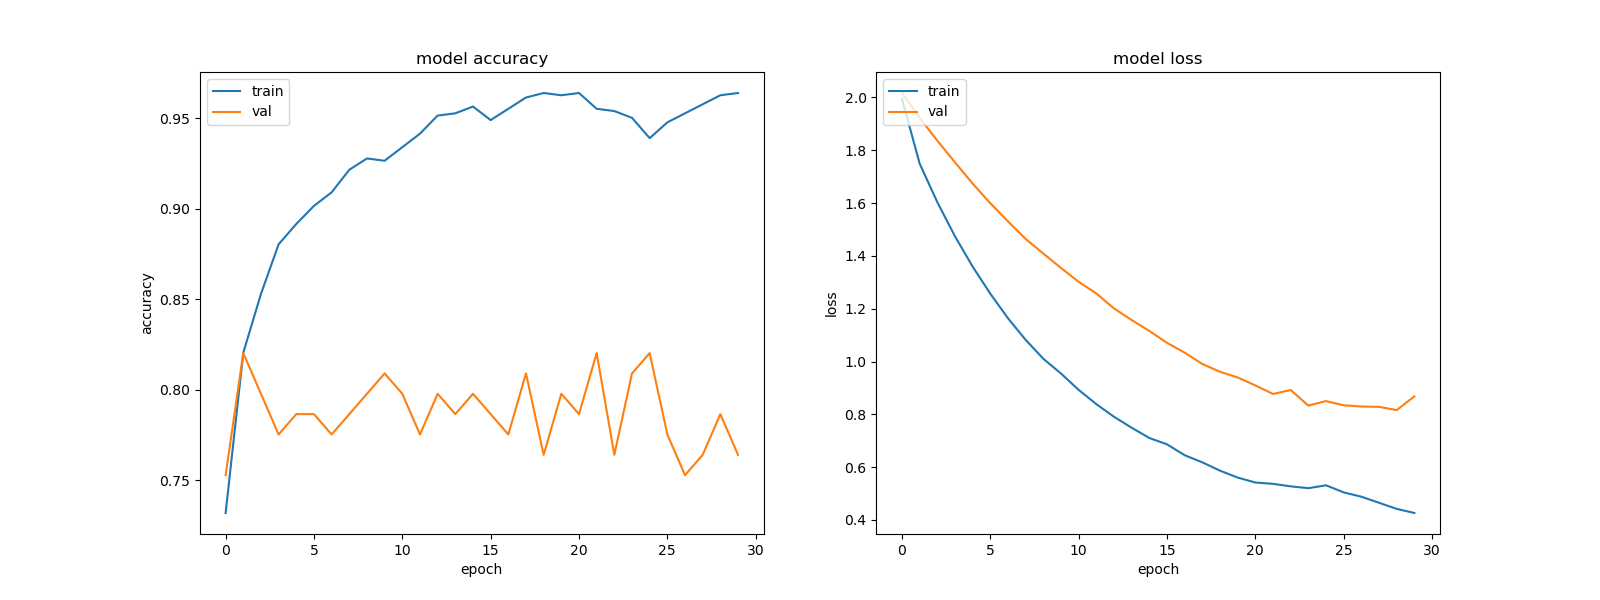 model accuracy
train
val
0.95
0.90
0.85
0.80
0.75
accuracy
0 5 10 15 20 25 30
epoch
model loss
train
val
2.0
1.8
1.6
1.4
1.2
1.0
0.8
0.6
0.4
loss
0 5 10 15 20 25 30
epoch